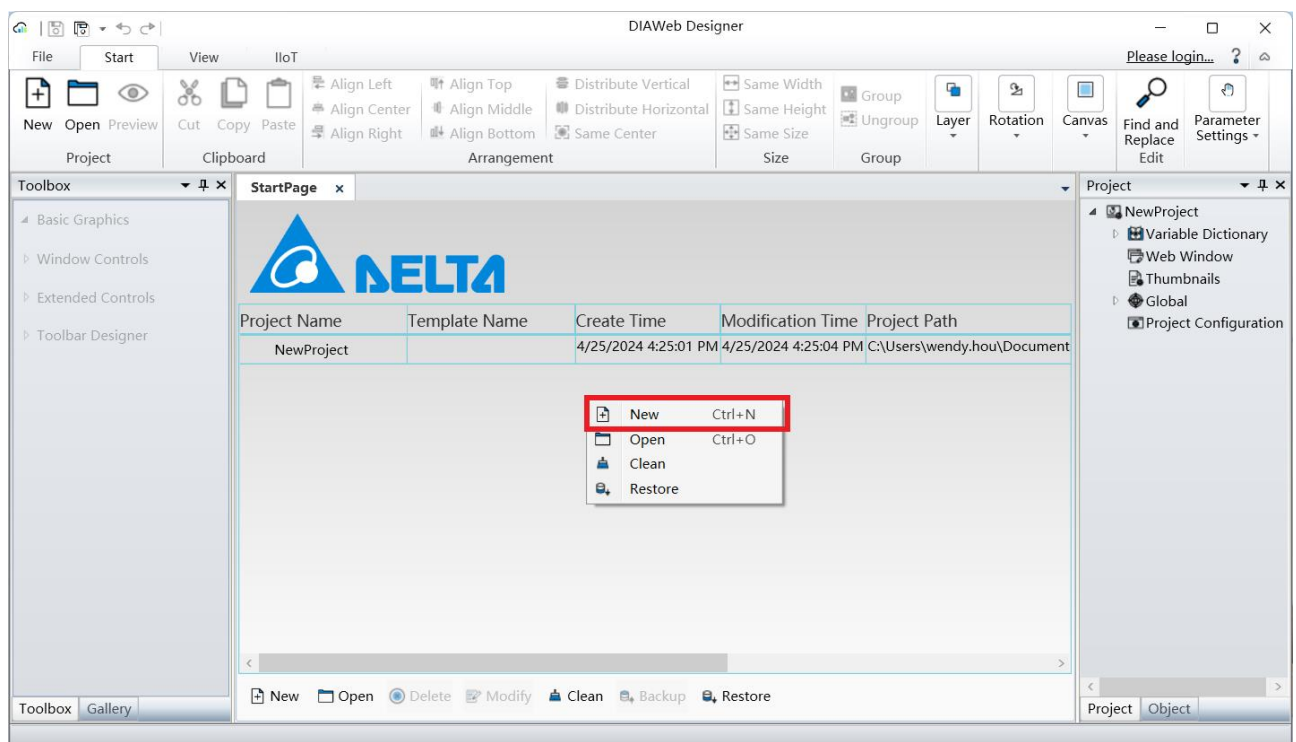 DIAWeb Designer
File Start View IIoT Please login... ?
New Open Preview Cut Copy Paste
Project Clipboard
Align Left Align Top Distribute Vertical Same Width
Align Center Align Middle Distribute Horizontal Same Height
Align Right Align Bottom Same Center Same Size
Arrangement Size
Group
Ungroup
Group
Layer Rotation Canvas Find and Replace Parameter Settings
Edit
Toolbox
Basic Graphics
Window Controls
Extended Controls
Toolbar Designer
Toolbox Gallery
StartPage x
DELTA
Project Name Template Name Create Time Modification Time Project Path
NewProject 4/25/2024 4:25:01 PM 4/25/2024 4:25:04 PM C:\Users\wendy.hou\Document
New Ctrl+N
Open Ctrl+O
Clean
Restore
New Open Delete Modify Clean Backup Restore
Project
NewProject
Variable Dictionary
Web Window
Thumbnails
Global
Project Configuration
Project Object